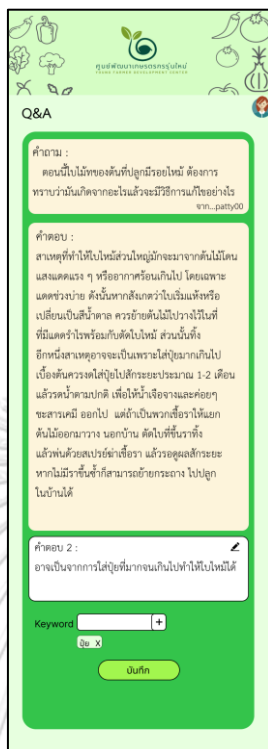 ศูนย์พัฒนาเกษตรกรรุ่นใหม่
YOUNG FARMER DEVELOPMENT CENTER
Q&A
คำถาม :
ตอนนี้ใบไม้ทองต้นที่ปลูกมีรอยไหม้ ต้องการ
ทราบว่ามันเกิดจากอะไรแล้วจะมีวิธีการแก้ไขอย่างไร
จาก...patty00
คำตอบ :
สาเหตุที่ทำให้ใบไหม้ส่วนใหญ่มักจะมาจากต้นไม้โดน
แสงแดดแรง ๆ หรืออากาศร้อนเกินไป โดยเฉพาะ
แดดช่วงบ่าย ดังนั้นหากสังเกตว่าใบเริ่มแห้งหรือ
เปลี่ยนเป็นสีน้ำตาล ควรย้ายต้นไม้ไปวางไว้ในที่
ที่มีแดดรำไรพร้อมกับตัดใบไหม้ ส่วนนั้นทิ้ง
อีกหนึ่งสาเหตุอาจจะเป็นเพราะใส่ปุ๋ยมากเกินไป
เบื้องต้นควรงดใส่ปุ๋ยไปสักระยะประมาณ 1-2 เดือน
แล้วรดน้ำตามปกติ เพื่อให้น้ำเจือจางและค่อยๆ
ชะสารเคมี ออกไป แต่ถ้าเป็นพวกเชื้อราให้แยก
ต้นไม้ออกมาวาง นอกบ้าน ตัดใบที่ขึ้นราทิ้ง
แล้วพ่นด้วยสเปรย์ฆ่าเชื้อรา แล้วรอดูผลสักระยะ
หากไม่มีราขึ้นซ้ำก็สามารถย้ายกระถาง ไปปลูก
ในบ้านได้
คำตอบ 2 :
อาจเป็นจากการใส่ปุ๋ยที่มากจนเกินไปทำให้ใบไหม้ได้
Keyword +
ปุ๋ย X
บันทึก